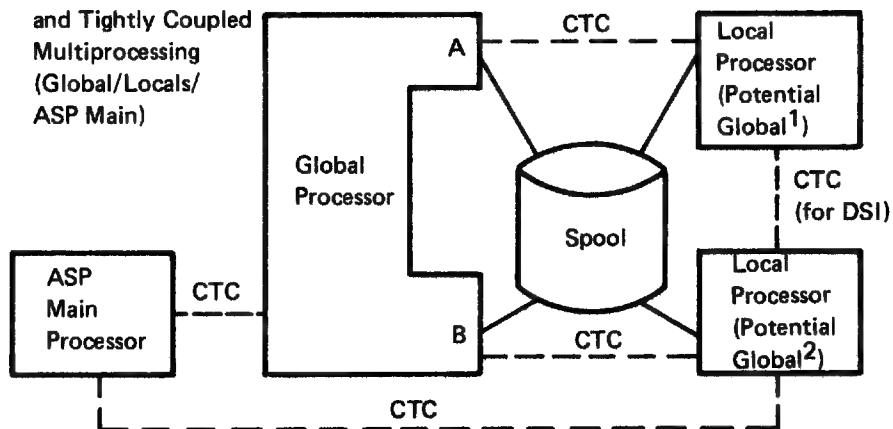 and Tightly Coupled
Multiprocessing
(Global/Locals/
ASP Main)
A
CTC
Local
Processor
(Potential
Global¹)
Global
Processor
Spool
CTC
(for DSI)
ASP
Main
Processor
CTC
B
CTC
Local
Processor
(Potential
Global²)
CTC